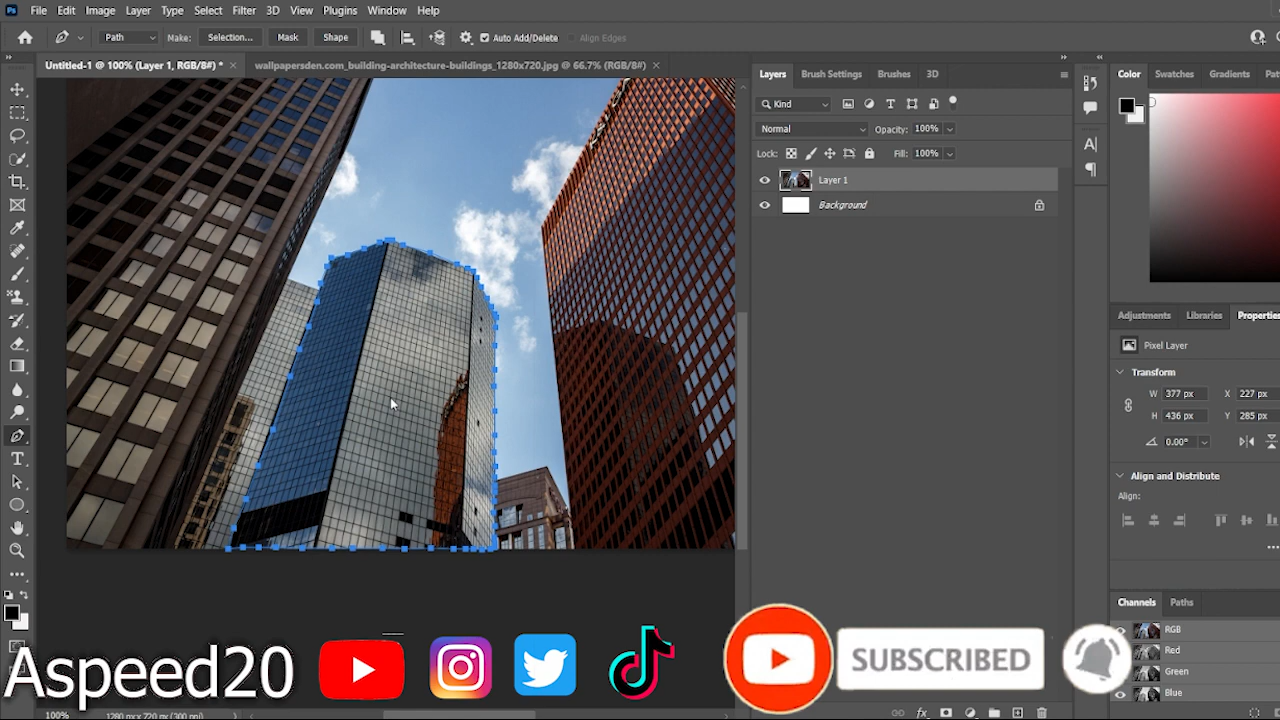 File Edit Image Layer Type Select Filter 3D View Plugins Window Help
Path Make: Selection... Mask Shape Auto Add/Delete Align Edges
Untitled-1 @ 100% (Layer 1, RGB/8#) * × wallpapersden.com_building-architecture-buildings_1280x720.jpg @ 66.7% (RGB/8#) ×
Layers Brush Settings Brushes 3D
Color Swatches Gradients
Kind
Normal Opacity: 100%
Lock: Fill: 100%
Layer 1
Background
Adjustments Libraries Properties
Pixel Layer
Transform
W 377 px X 227 px
H 436 px Y 285 px
0.00°
Align and Distribute
Align:
Channels Paths
RGB
Red
Green
Blue
Aspeed20
SUBSCRIBED
100% 1280 px x 720 px (300 ppi)
fx